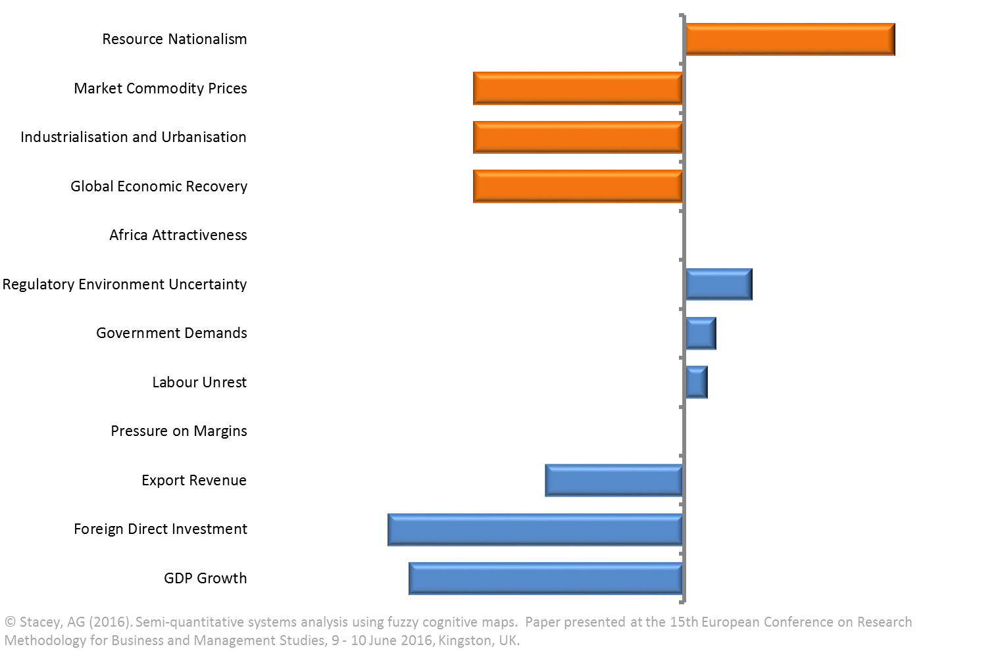 Resource Nationalism
Market Commodity Prices
Industrialisation and Urbanisation
Global Economic Recovery
Africa Attractiveness
Regulatory Environment Uncertainty
Government Demands
Labour Unrest
Pressure on Margins
Export Revenue
Foreign Direct Investment
GDP Growth
© Stacey, AG (2016). Semi-quantitative systems analysis using fuzzy cognitive maps.  Paper presented at the 15th European Conference on Research
Methodology for Business and Management Studies, 9 - 10 June 2016, Kingston, UK.